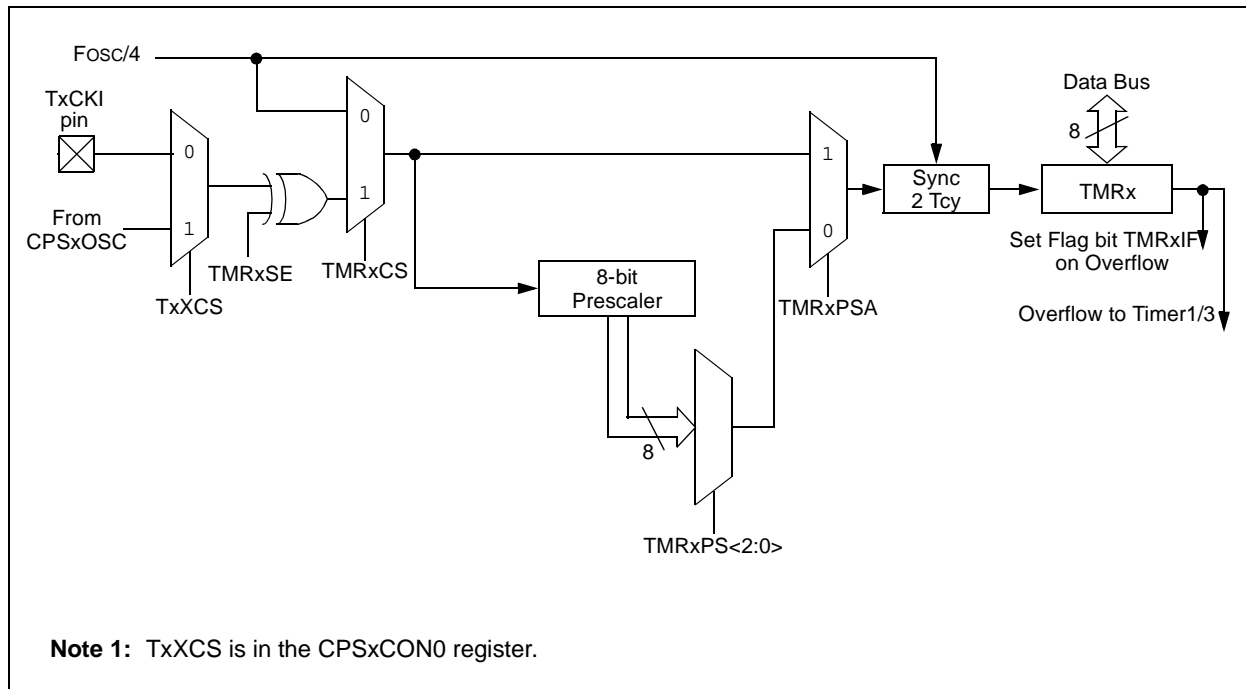 FOSC/4
TxCKI
pin
0
1
From
CPSxOSC
TxXCS
TMRxSE
0
1
TMRxCS
8-bit
Prescaler
8
TMRxPS<2:0>
1
0
TMRxPSA
Sync
2 Tcy
Data Bus
8
TMRx
Set Flag bit TMRxIF
on Overflow
Overflow to Timer1/3
Note 1: TxXCS is in the CPSxCON0 register.